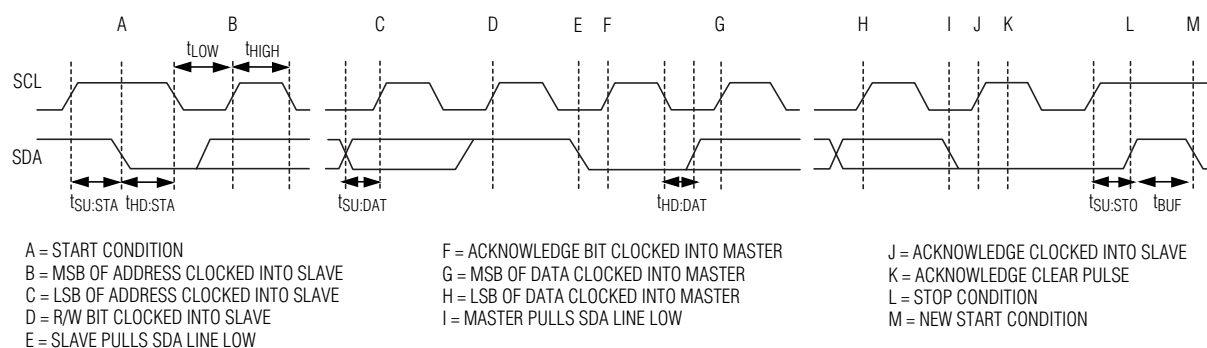 A B C D E F G H I J K L M
tLOW tHIGH
SCL
SDA
tSU:STA tHD:STA tSU:DAT tHD:DAT tSU:STO tBUF
A = START CONDITION
B = MSB OF ADDRESS CLOCKED INTO SLAVE
C = LSB OF ADDRESS CLOCKED INTO SLAVE
D = R/W BIT CLOCKED INTO SLAVE
E = SLAVE PULLS SDA LINE LOW
F = ACKNOWLEDGE BIT CLOCKED INTO MASTER
G = MSB OF DATA CLOCKED INTO MASTER
H = LSB OF DATA CLOCKED INTO MASTER
I = MASTER PULLS SDA LINE LOW
J = ACKNOWLEDGE CLOCKED INTO SLAVE
K = ACKNOWLEDGE CLEAR PULSE
L = STOP CONDITION
M = NEW START CONDITION